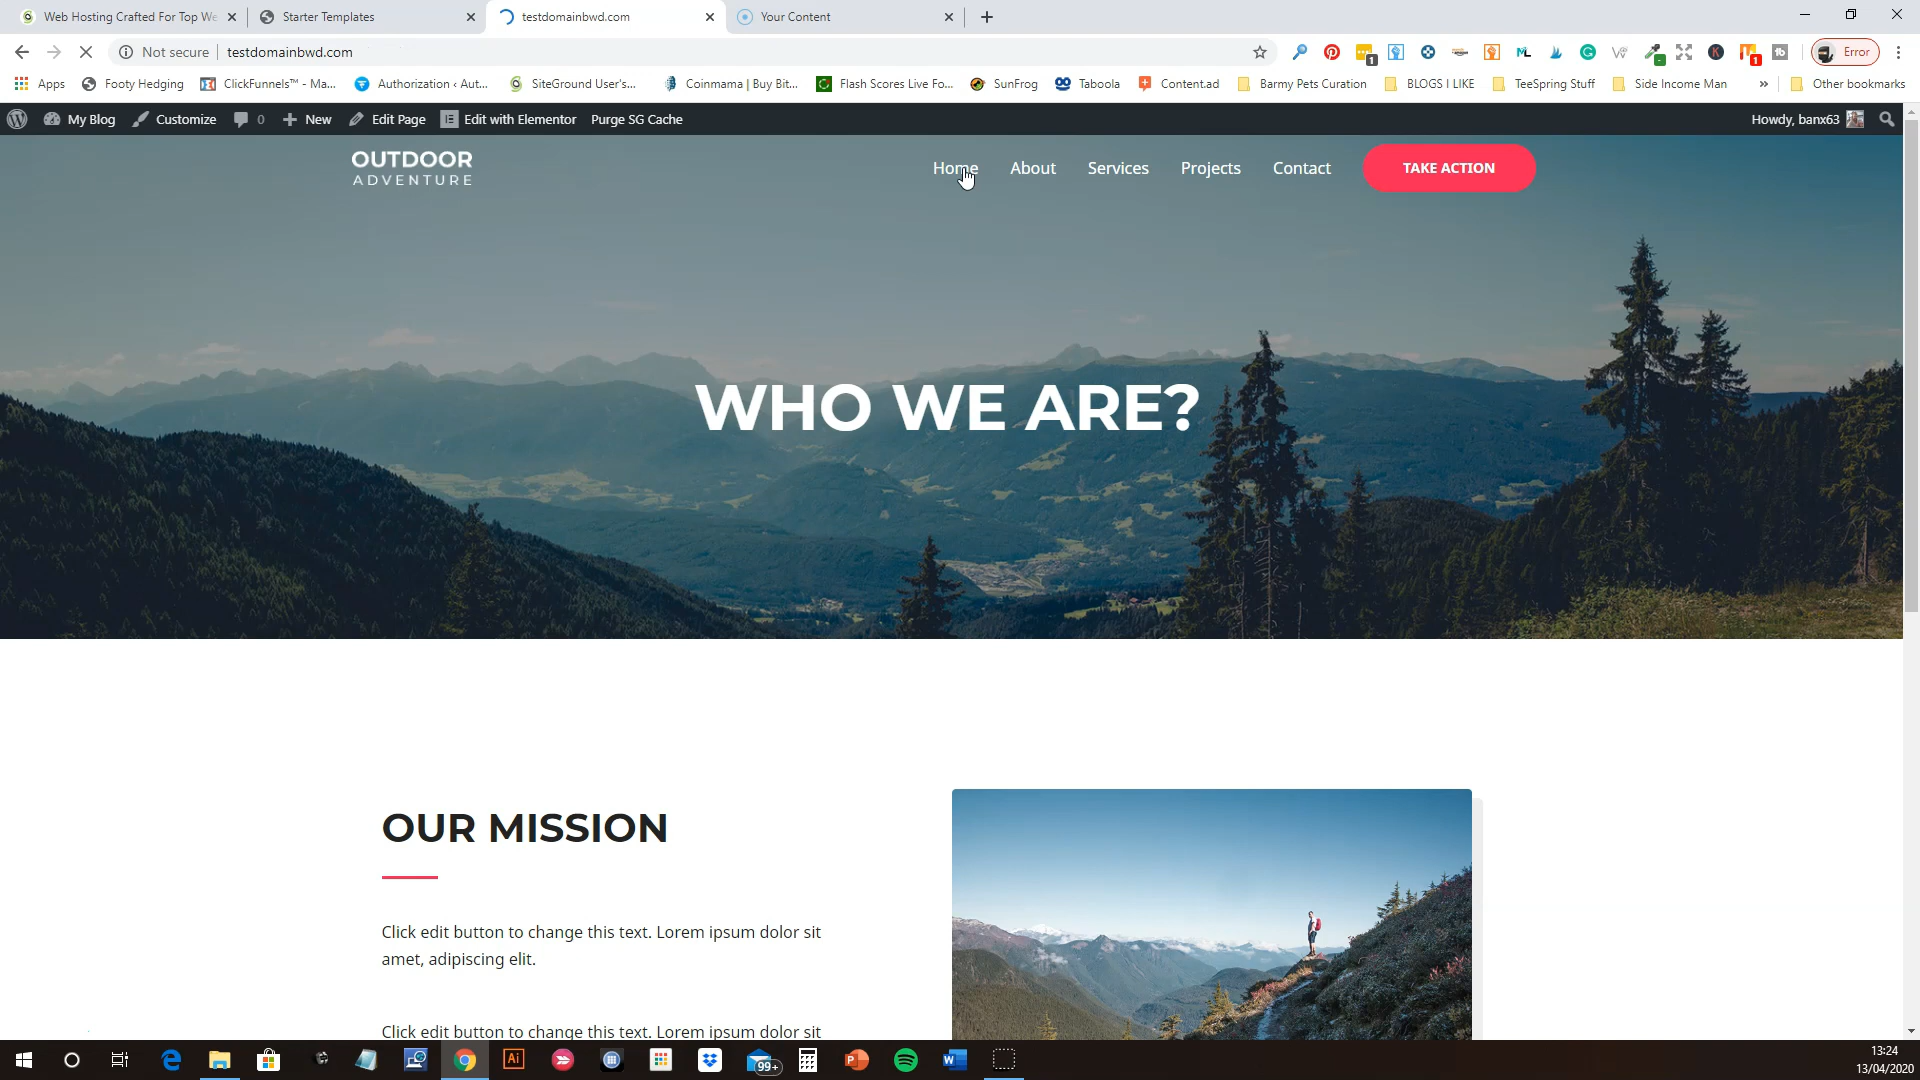 Web Hosting Crafted For Top We
Starter Templates
testdomainbwd.com
Your Content
Not secure
testdomainbwd.com
Error
Apps
Footy Hedging
ClickFunnels™ - Ma...
Authorization ‹ Aut...
SiteGround User's...
Coinmama | Buy Bit...
Flash Scores Live Fo...
SunFrog
Taboola
Content.ad
Barmy Pets Curation
BLOGS I LIKE
TeeSpring Stuff
Side Income Man
»
Other bookmarks
My Blog
Customize
0
New
Edit Page
Edit with Elementor
Purge SG Cache
Howdy, banx63
OUTDOOR
ADVENTURE
Home
About
Services
Projects
Contact
TAKE ACTION
WHO WE ARE?
OUR MISSION
Click edit button to change this text. Lorem ipsum dolor sit
amet, adipiscing elit.
Click edit button to change this text. Lorem ipsum dolor sit
99+
13:24
13/04/2020